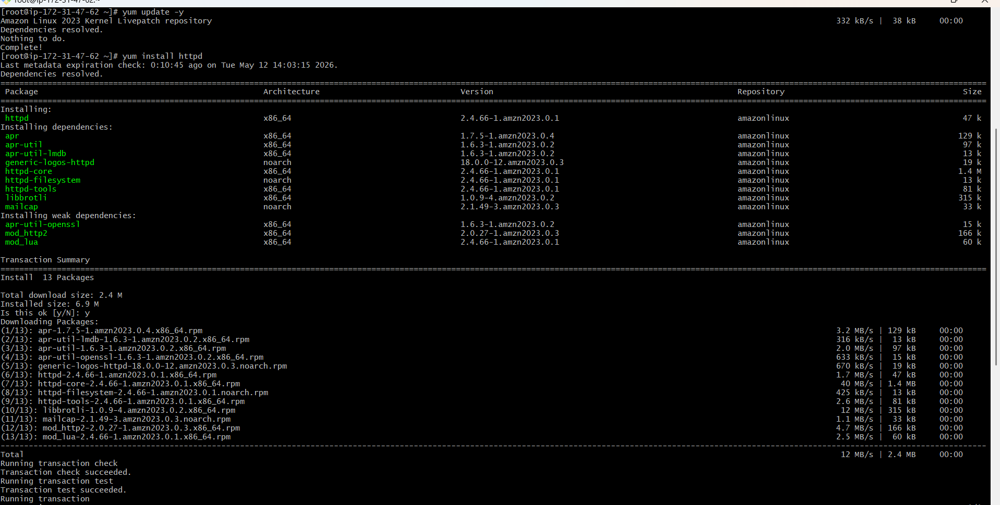 root@ip-172-31-47-62:~
[root@ip-172-31-47-62 ~]# yum update -y
Amazon Linux 2023 Kernel Livepatch repository 332 kB/s | 38 kB 00:00
Dependencies resolved.
Nothing to do.
Complete!
[root@ip-172-31-47-62 ~]# yum install httpd
Last metadata expiration check: 0:10:45 ago on Tue May 12 14:03:15 2026.
Dependencies resolved.
Package Architecture Version Repository Size
Installing:
httpd x86_64 2.4.66-1.amzn2023.0.1 amazonlinux 47 k
Installing dependencies:
apr x86_64 1.7.5-1.amzn2023.0.4 amazonlinux 129 k
apr-util x86_64 1.6.3-1.amzn2023.0.2 amazonlinux 97 k
apr-util-lmdb x86_64 1.6.3-1.amzn2023.0.2 amazonlinux 13 k
generic-logos-httpd noarch 18.0.0-12.amzn2023.0.3 amazonlinux 19 k
httpd-core x86_64 2.4.66-1.amzn2023.0.1 amazonlinux 1.4 M
httpd-filesystem noarch 2.4.66-1.amzn2023.0.1 amazonlinux 13 k
httpd-tools x86_64 2.4.66-1.amzn2023.0.1 amazonlinux 81 k
libbrotli x86_64 1.0.9-4.amzn2023.0.2 amazonlinux 315 k
mailcap noarch 2.1.49-3.amzn2023.0.3 amazonlinux 33 k
Installing weak dependencies:
apr-util-openssl x86_64 1.6.3-1.amzn2023.0.2 amazonlinux 15 k
mod_http2 x86_64 2.0.27-1.amzn2023.0.3 amazonlinux 166 k
mod_lua x86_64 2.4.66-1.amzn2023.0.1 amazonlinux 60 k
Transaction Summary
Install 13 Packages
Total download size: 2.4 M
Installed size: 6.9 M
Is this ok [y/N]: y
Downloading Packages:
(1/13): apr-1.7.5-1.amzn2023.0.4.x86_64.rpm 3.2 MB/s | 129 kB 00:00
(2/13): apr-util-lmdb-1.6.3-1.amzn2023.0.2.x86_64.rpm 316 kB/s | 13 kB 00:00
(3/13): apr-util-1.6.3-1.amzn2023.0.2.x86_64.rpm 2.0 MB/s | 97 kB 00:00
(4/13): apr-util-openssl-1.6.3-1.amzn2023.0.2.x86_64.rpm 633 kB/s | 15 kB 00:00
(5/13): generic-logos-httpd-18.0.0-12.amzn2023.0.3.noarch.rpm 670 kB/s | 19 kB 00:00
(6/13): httpd-2.4.66-1.amzn2023.0.1.x86_64.rpm 1.7 MB/s | 47 kB 00:00
(7/13): httpd-core-2.4.66-1.amzn2023.0.1.x86_64.rpm 40 MB/s | 1.4 MB 00:00
(8/13): httpd-filesystem-2.4.66-1.amzn2023.0.1.noarch.rpm 425 kB/s | 13 kB 00:00
(9/13): httpd-tools-2.4.66-1.amzn2023.0.1.x86_64.rpm 2.6 MB/s | 81 kB 00:00
(10/13): libbrotli-1.0.9-4.amzn2023.0.2.x86_64.rpm 12 MB/s | 315 kB 00:00
(11/13): mailcap-2.1.49-3.amzn2023.0.3.noarch.rpm 1.1 MB/s | 33 kB 00:00
(12/13): mod_http2-2.0.27-1.amzn2023.0.3.x86_64.rpm 4.7 MB/s | 166 kB 00:00
(13/13): mod_lua-2.4.66-1.amzn2023.0.1.x86_64.rpm 2.5 MB/s | 60 kB 00:00
Total 12 MB/s | 2.4 MB 00:00
Running transaction check
Transaction check succeeded.
Running transaction test
Transaction test succeeded.
Running transaction